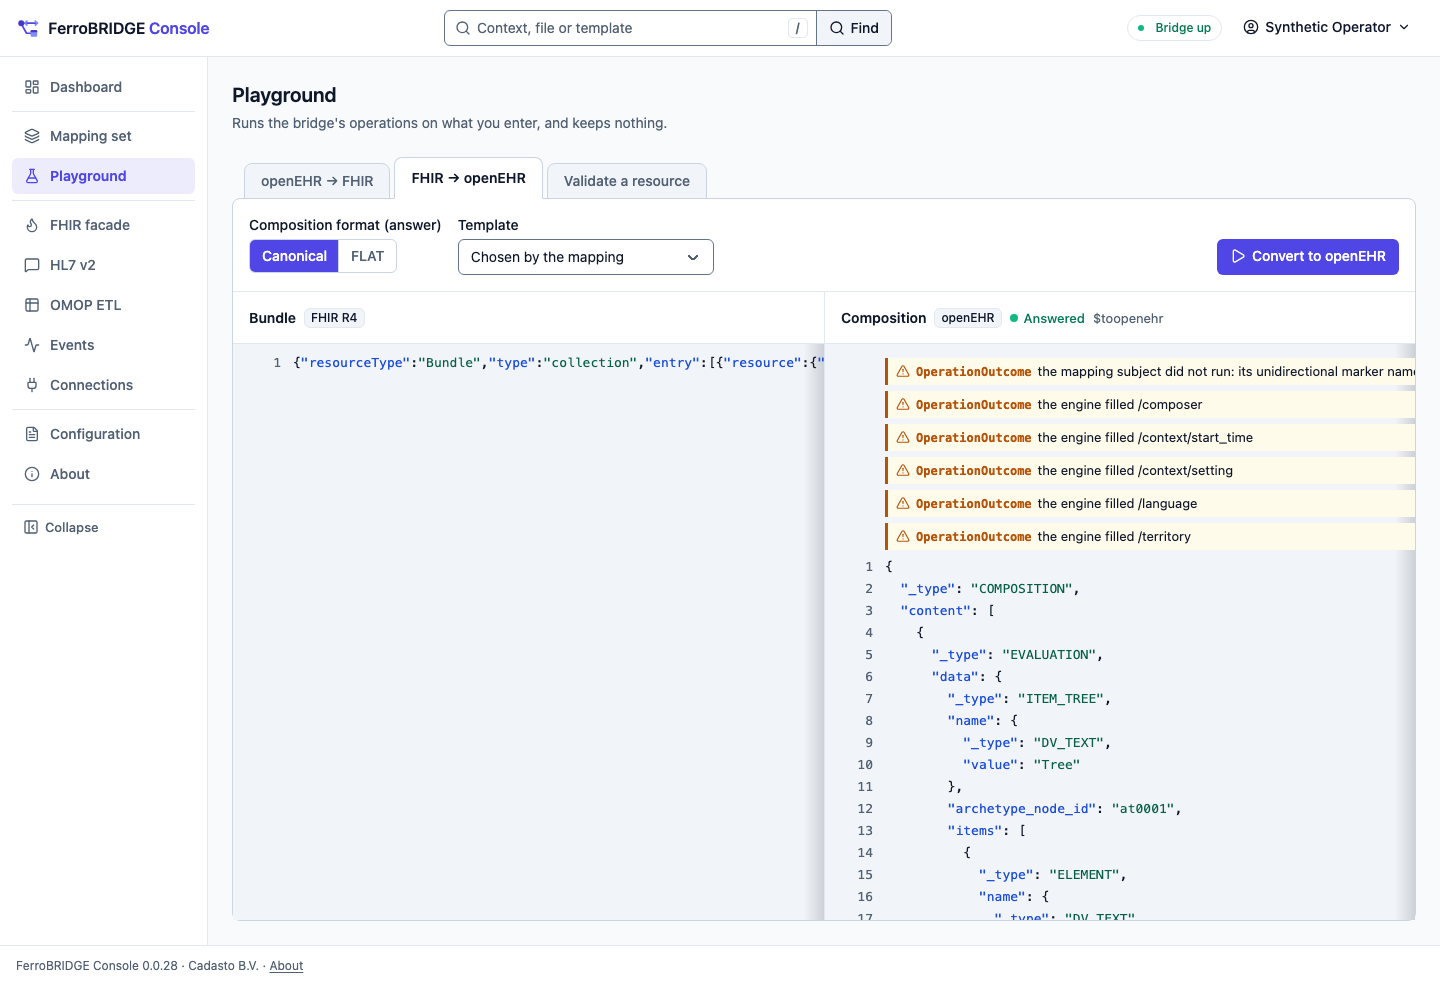 FerroBRIDGE Console
Context, file or template
/
Find
Bridge up
Synthetic Operator
Dashboard
Mapping set
Playground
FHIR facade
HL7 v2
OMOP ETL
Events
Connections
Configuration
About
Collapse
Playground
Runs the bridge's operations on what you enter, and keeps nothing.
openEHR → FHIR
FHIR → openEHR
Validate a resource
Composition format (answer)
Template
Canonical
FLAT
Chosen by the mapping
Convert to openEHR
Bundle FHIR R4
1 {"resourceType":"Bundle","type":"collection","entry":[{"resource":{"
Composition openEHR Answered $toopenehr
OperationOutcome the mapping subject did not run: its unidirectional marker name
OperationOutcome the engine filled /composer
OperationOutcome the engine filled /context/start_time
OperationOutcome the engine filled /context/setting
OperationOutcome the engine filled /language
OperationOutcome the engine filled /territory
1 {
2 "_type": "COMPOSITION",
3 "content": [
4 {
5 "_type": "EVALUATION",
6 "data": {
7 "_type": "ITEM_TREE",
8 "name": {
9 "_type": "DV_TEXT",
10 "value": "Tree"
11 },
12 "archetype_node_id": "at0001",
13 "items": [
14 {
15 "_type": "ELEMENT",
16 "name": {
17 "_type": "DV_TEXT"
FerroBRIDGE Console 0.0.28 · Cadasto B.V. · About